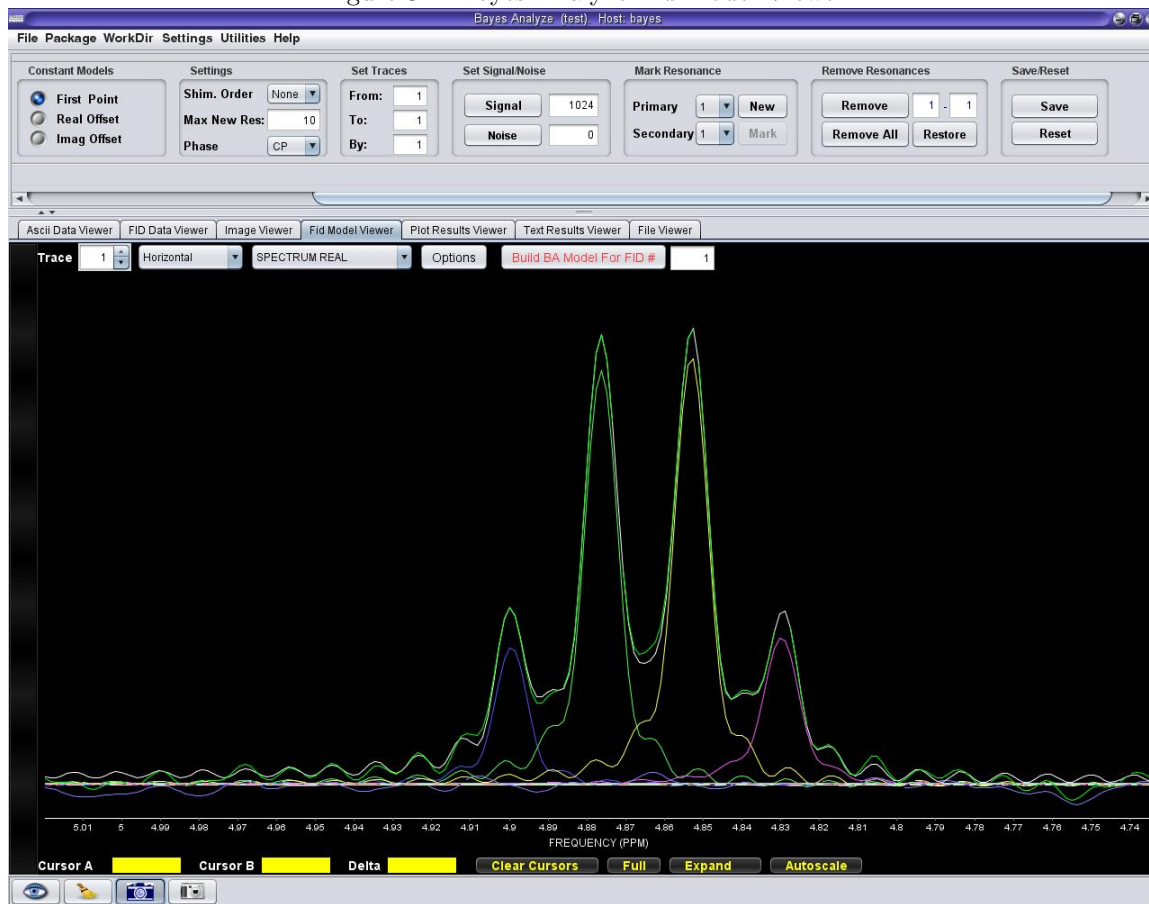 Bayes Analyze (test). Host: bayes
File Package WorkDir Settings Utilities Help
Constant Models Settings Set Traces Set Signal/Noise Mark Resonance Remove Resonances Save/Reset
First Point Shim. Order None From: 1 Signal 1024 Primary 1 New Remove 1 - 1 Save
Real Offset Max New Res: 10 To: 1 Noise 0 Secondary 1 Mark Remove All Restore Reset
Imag Offset Phase CP By: 1
Ascii Data Viewer FID Data Viewer Image Viewer Fid Model Viewer Plot Results Viewer Text Results Viewer File Viewer
Trace 1 Horizontal SPECTRUM REAL Options Build BA Model For FID # 1
5.01 5 4.99 4.98 4.97 4.96 4.95 4.94 4.93 4.92 4.91 4.9 4.89 4.88 4.87 4.86 4.85 4.84 4.83 4.82 4.81 4.8 4.79 4.78 4.77 4.76 4.75 4.74
FREQUENCY (PPM)
Cursor A Cursor B Delta Clear Cursors Full Expand Autoscale